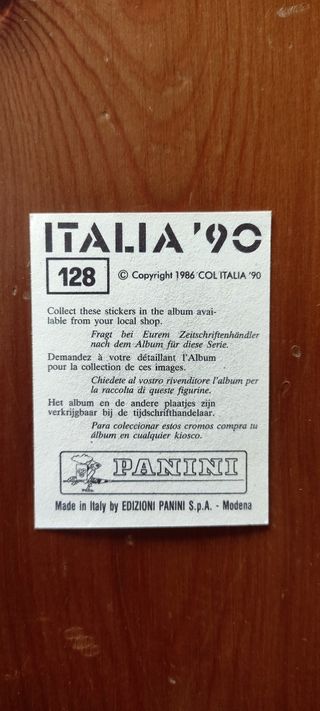 ITALIA '90
128 © Copyright 1986 COL ITALIA '90
Collect these stickers in the album avai-
lable from your local shop.
Fragt bei Eurem Zeitschriftenhändler
nach dem Album für diese Serie.
Demandez à votre détaillant l'Album
pour la collection de ces images.
Chiedete al vostro rivenditore l'album per
la raccolta di queste figurine.
Het album en de andere plaatjes zijn
verkrijgbaar bij de tijdschrifthandelaar.
Para coleccionar estos cromos compra tu
álbum en cualquier kiosco.
PANINI
Made in Italy by EDIZIONI PANINI S.p.A. - Modena